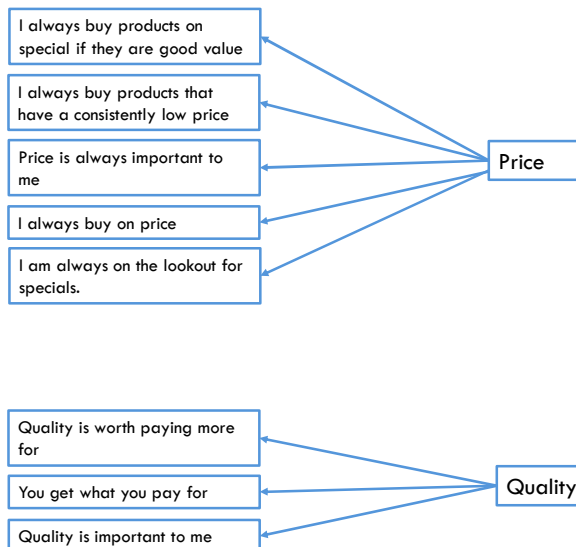 I always buy products on
special if they are good value
I always buy products that
have a consistently low price
Price is always important to
me
Price
I always buy on price
I am always on the lookout for
specials.
Quality is worth paying more
for
You get what you pay for
Quality
Quality is important to me